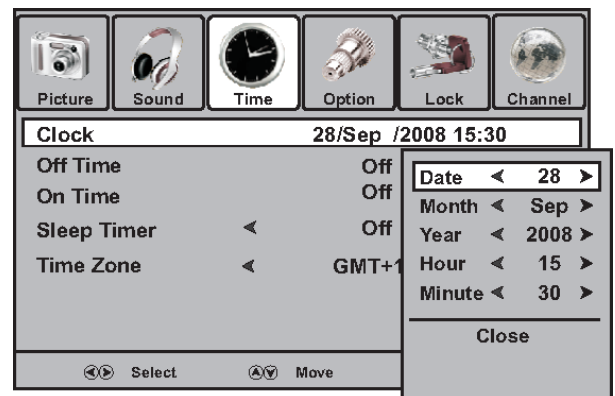 Picture Sound Time Option Lock Channel
Clock 28/Sep /2008 15:30
Off Time Off
On Time Off
Sleep Timer Off
Time Zone GMT+1
Date 28
Month Sep
Year 2008
Hour 15
Minute 30
Close
Select Move